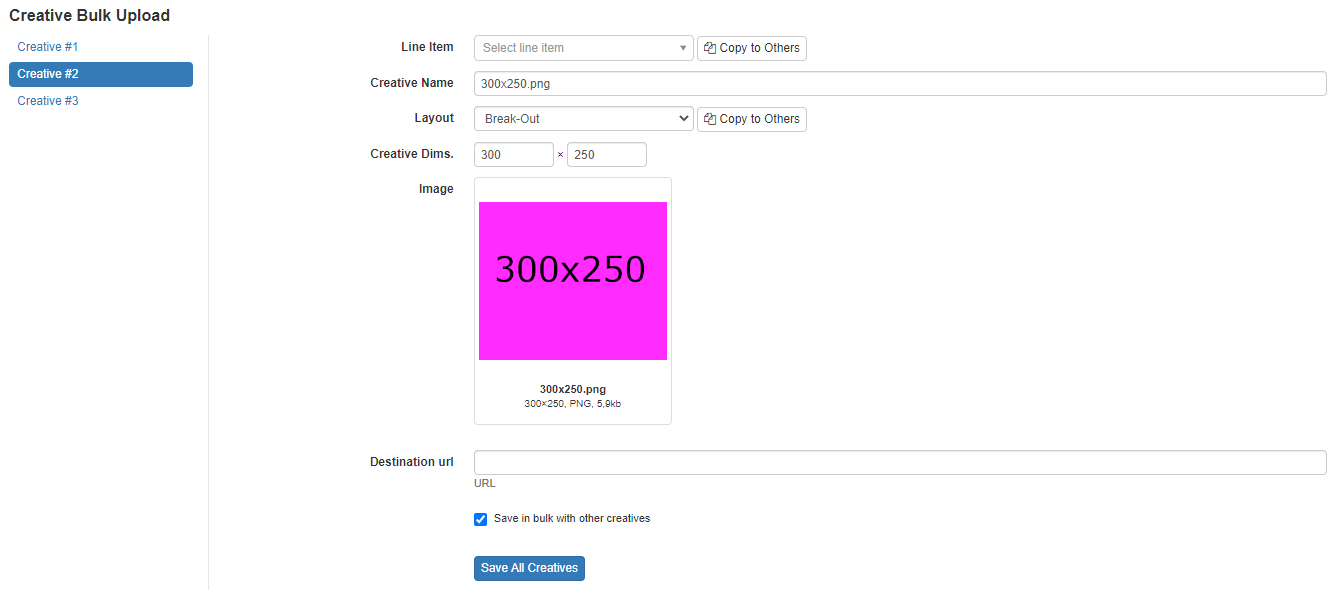 Creative Bulk Upload
Creative #1
Creative #2
Creative #3
Line Item
Select line item
Copy to Others
Creative Name
300x250.png
Layout
Break-Out
Copy to Others
Creative Dims.
300 × 250
Image
300x250
300x250.png
300×250, PNG, 5,9kb
Destination url
URL
Save in bulk with other creatives
Save All Creatives